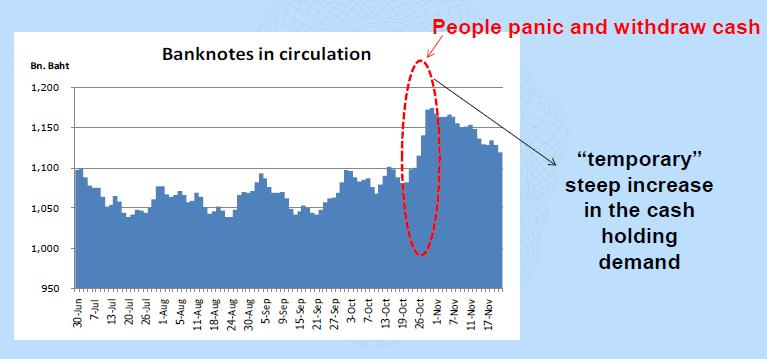 People panic and withdraw cash
Banknotes in circulation
Bn. Baht
1,200
1,150
1,100
1,050
1,000
950
30-Jun
7-Jul
13-Jul
20-Jul
26-Jul
1-Aug
5-Aug
11-Aug
18-Aug
24-Aug
30-Aug
5-Sep
9-Sep
15-Sep
21-Sep
27-Sep
3-Oct
7-Oct
13-Oct
19-Oct
26-Oct
1-Nov
7-Nov
11-Nov
17-Nov
“temporary”
steep increase
in the cash
holding
demand